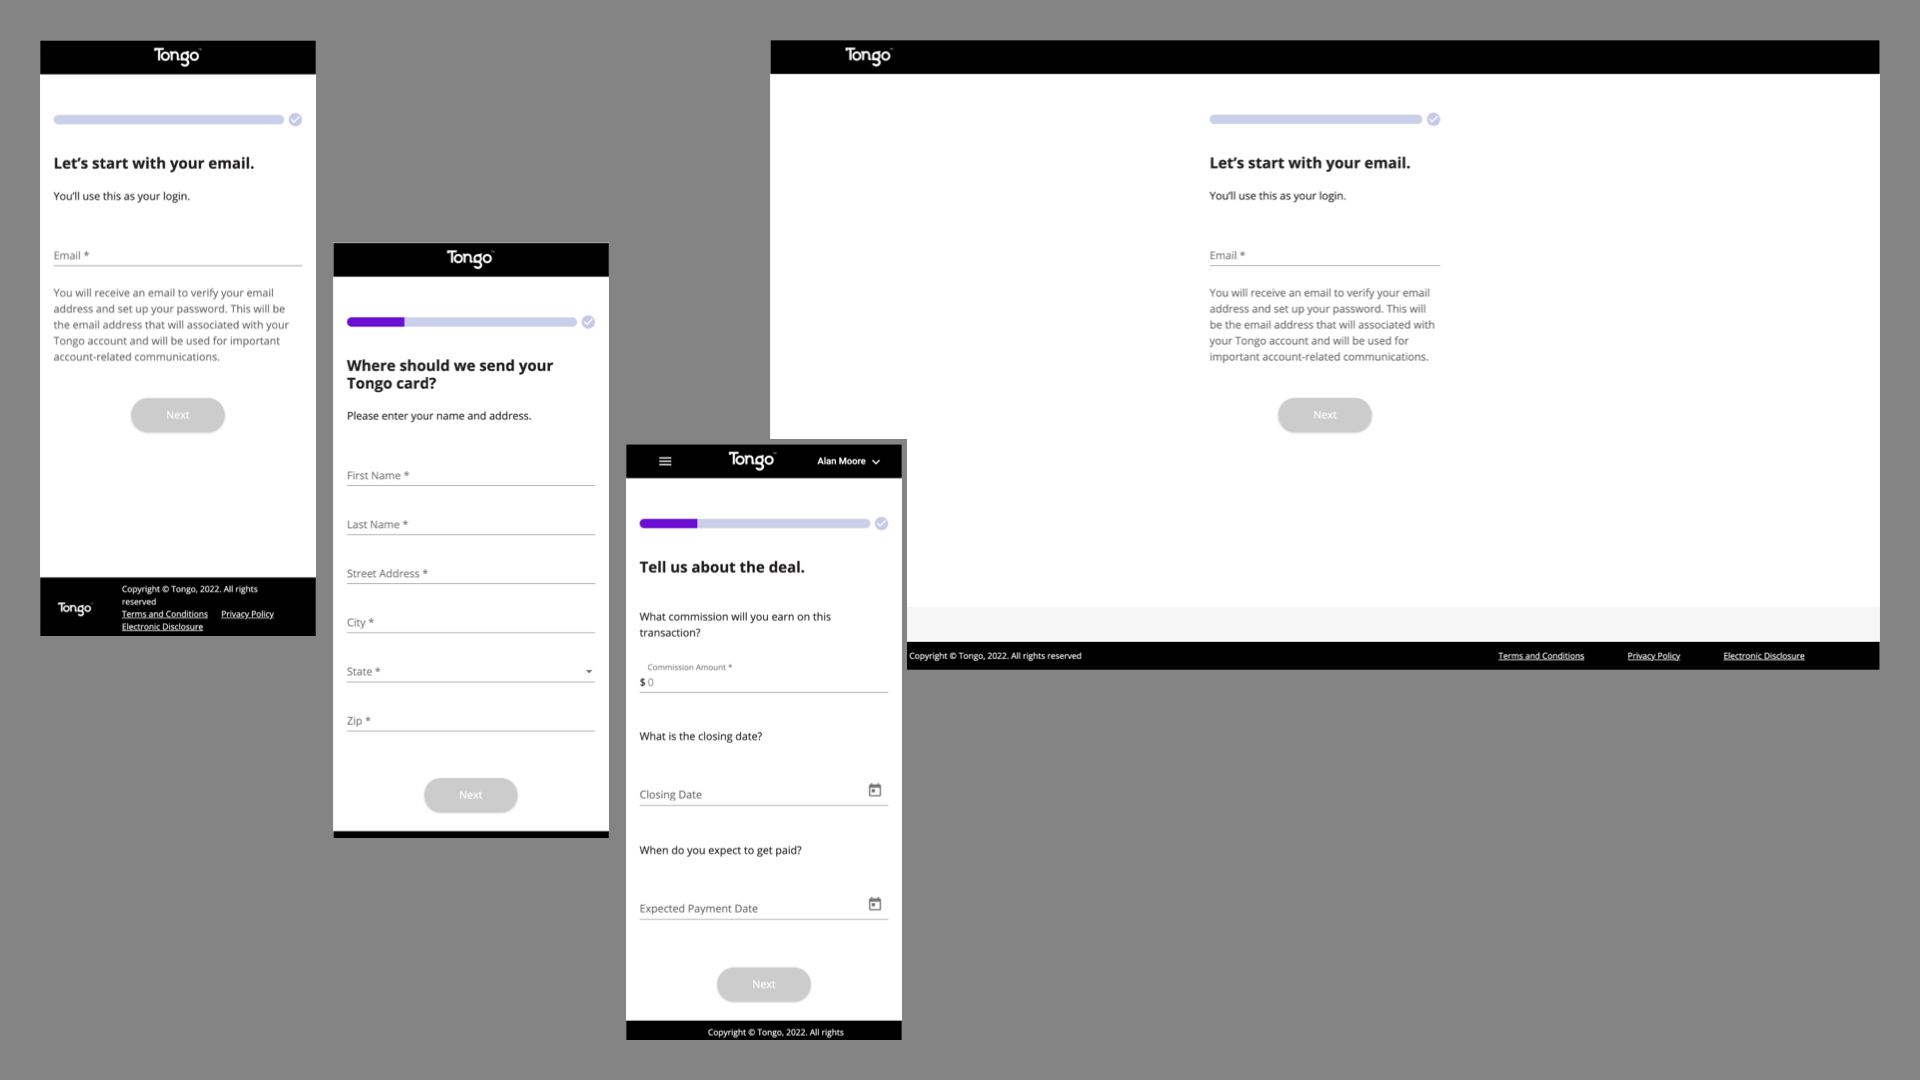 Tongo™
Let's start with your email.
You'll use this as your login.
Email *
You will receive an email to verify your email
address and set up your password. This will be
the email address that will associated with your
Tongo account and will be used for important
account-related communications.
Next
Tongo
Copyright © Tongo, 2022. All rights
reserved
Terms and Conditions Privacy Policy
Electronic Disclosure
Tongo™
Where should we send your
Tongo card?
Please enter your name and address.
First Name *
Last Name *
Street Address *
City *
State *
Zip *
Next
Tongo™
Alan Moore
Tell us about the deal.
What commission will you earn on this
transaction?
Commission Amount *
$ 0
What is the closing date?
Closing Date
When do you expect to get paid?
Expected Payment Date
Next
Copyright © Tongo, 2022. All rights
Tongo™
Let's start with your email.
You'll use this as your login.
Email *
You will receive an email to verify your email
address and set up your password. This will
be the email address that will associated with
your Tongo account and will be used for
important account-related communications.
Next
Copyright © Tongo, 2022. All rights reserved
Terms and Conditions Privacy Policy Electronic Disclosure